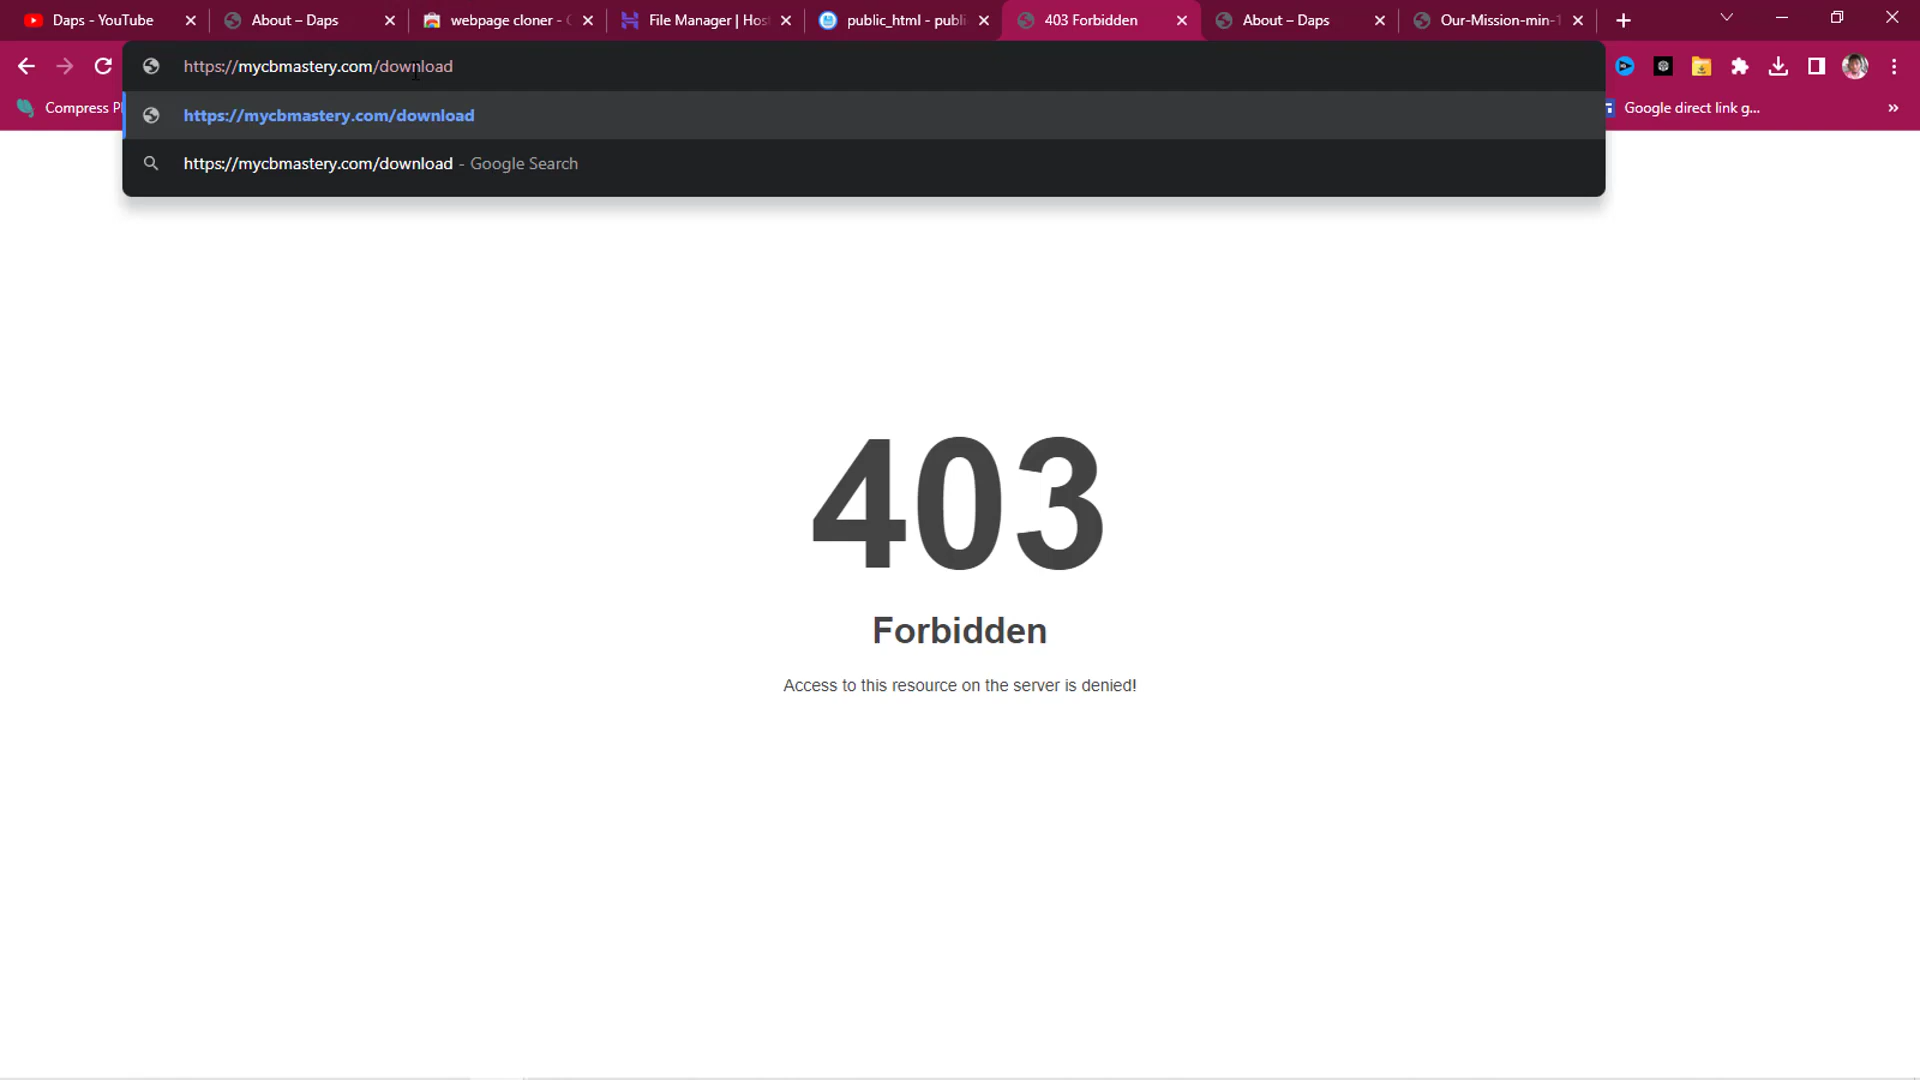 Daps - YouTube
About – Daps
webpage cloner -
File Manager | Hos
public_html - publi
403 Forbidden
About – Daps
Our-Mission-min-1
https://mycbmastery.com/download
Compress P
https://mycbmastery.com/download
Google direct link g...
https://mycbmastery.com/download - Google Search
403
Forbidden
Access to this resource on the server is denied!